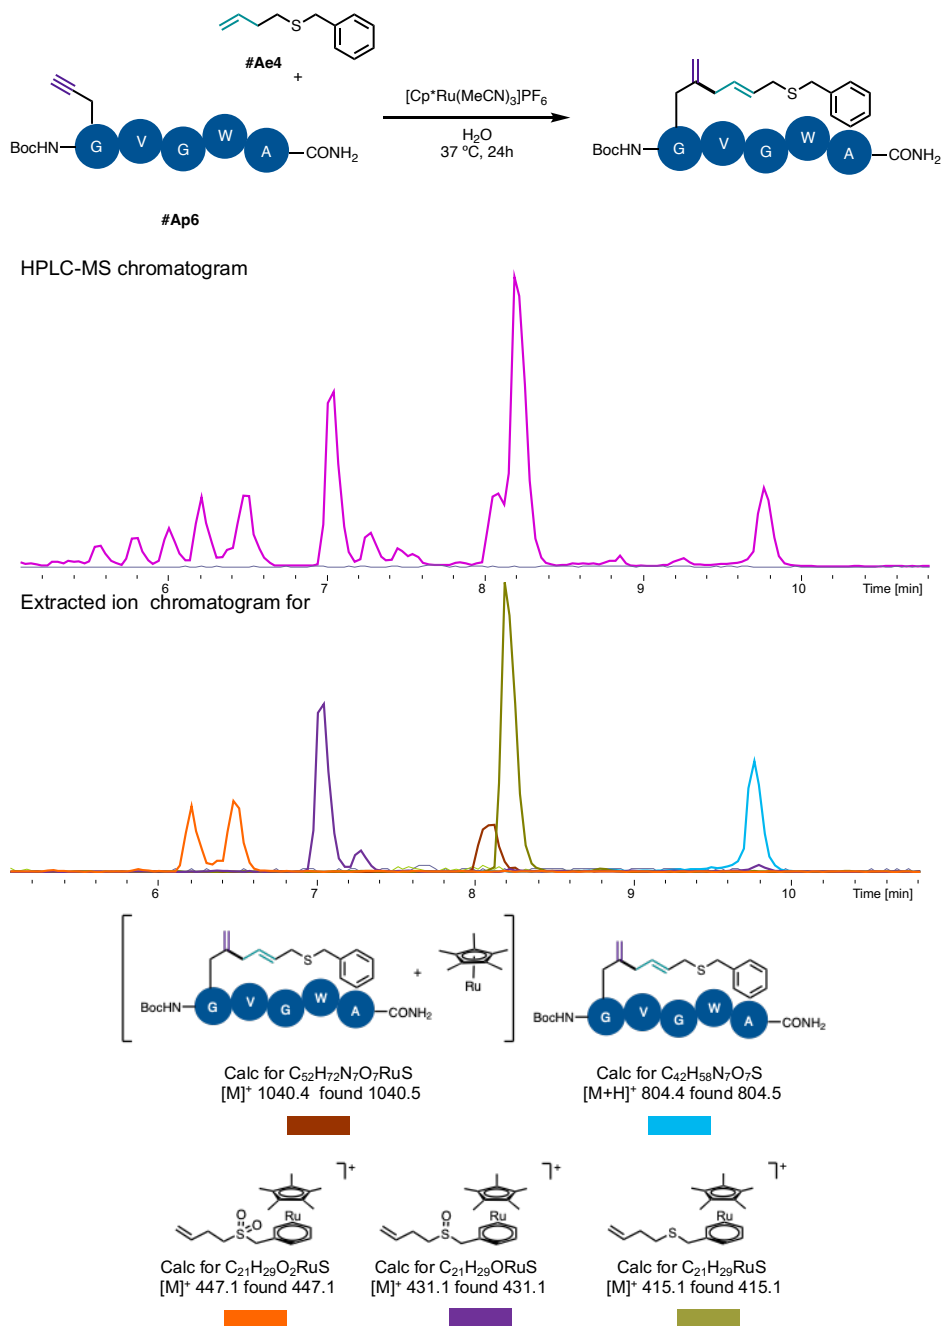 S
#Ae4
+
[Cp*Ru(MeCN)₃]PF₆
H₂O
37 ºC, 24h
BocHN G V G W A CONH₂
#Ap6
S
BocHN G V G W A CONH₂
HPLC-MS chromatogram
6 7 8 9 10 Time [min]
Extracted ion chromatogram for
6 7 8 9 10 Time [min]
S + Ru
BocHN G V G W A CONH₂
S
BocHN G V G W A CONH₂
Calc for C₅₂H₇₂N₇O₇RuS
[M]⁺ 1040.4 found 1040.5
Calc for C₄₂H₅₈N₇O₇S
[M+H]⁺ 804.4 found 804.5
O O S Ru ⁺
O S Ru ⁺
S Ru ⁺
Calc for C₂₁H₂₉O₂RuS
[M]⁺ 447.1 found 447.1
Calc for C₂₁H₂₉ORuS
[M]⁺ 431.1 found 431.1
Calc for C₂₁H₂₉RuS
[M]⁺ 415.1 found 415.1